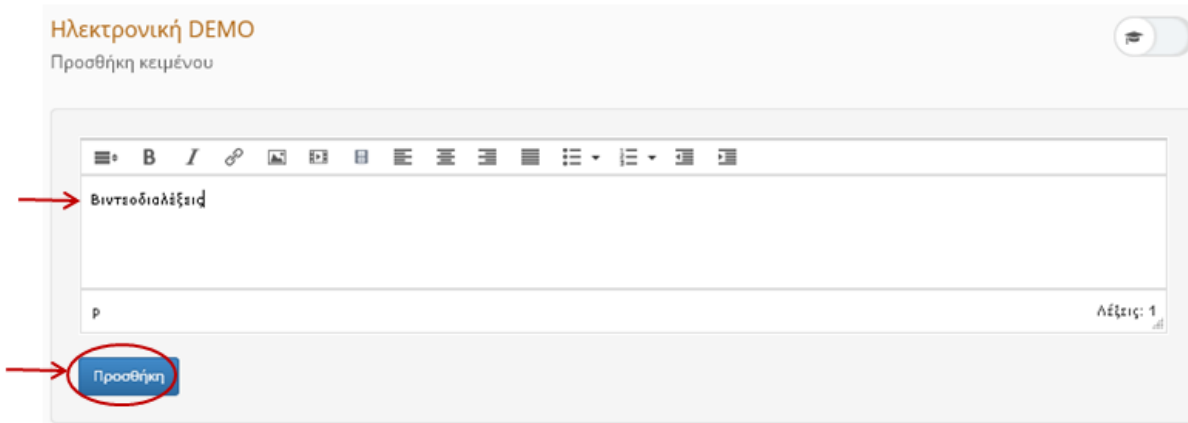 Ηλεκτρονική DEMO
Προσθήκη κειμένου
B I
Βιντεοδιαλέξεις
p Λέξεις: 1
Προσθήκη